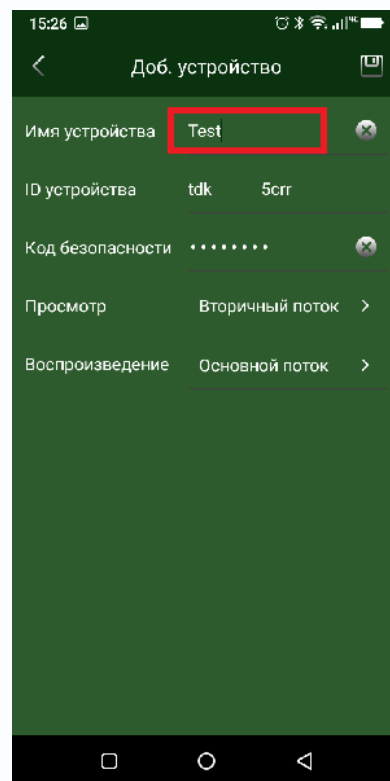 15:26
4G
Доб. устройство
Имя устройства Test
ID устройства tdk 5crr
Код безопасности ••••••••
Просмотр Вторичный поток
Воспроизведение Основной поток